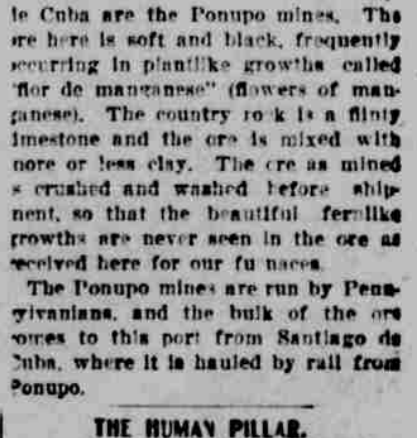 de Cuba are the Ponupo mines. The
ore here is soft and black, frequently
occurring in plantlike growths called
"flor de manganese" (flowers of man-
ganese). The country rock is a flinty
limestone and the ore is mixed with
more or less clay. The ore as mined
is crushed and washed before ship-
ment, so that the beautiful fernlike
growths are never seen in the ore as
received here for our furnaces.
The Ponupo mines are run by Penn-
sylvanians, and the bulk of the ore
comes to this port from Santiago de
Cuba, where it is hauled by rail from
Ponupo.
THE HUMAN PILLAR.